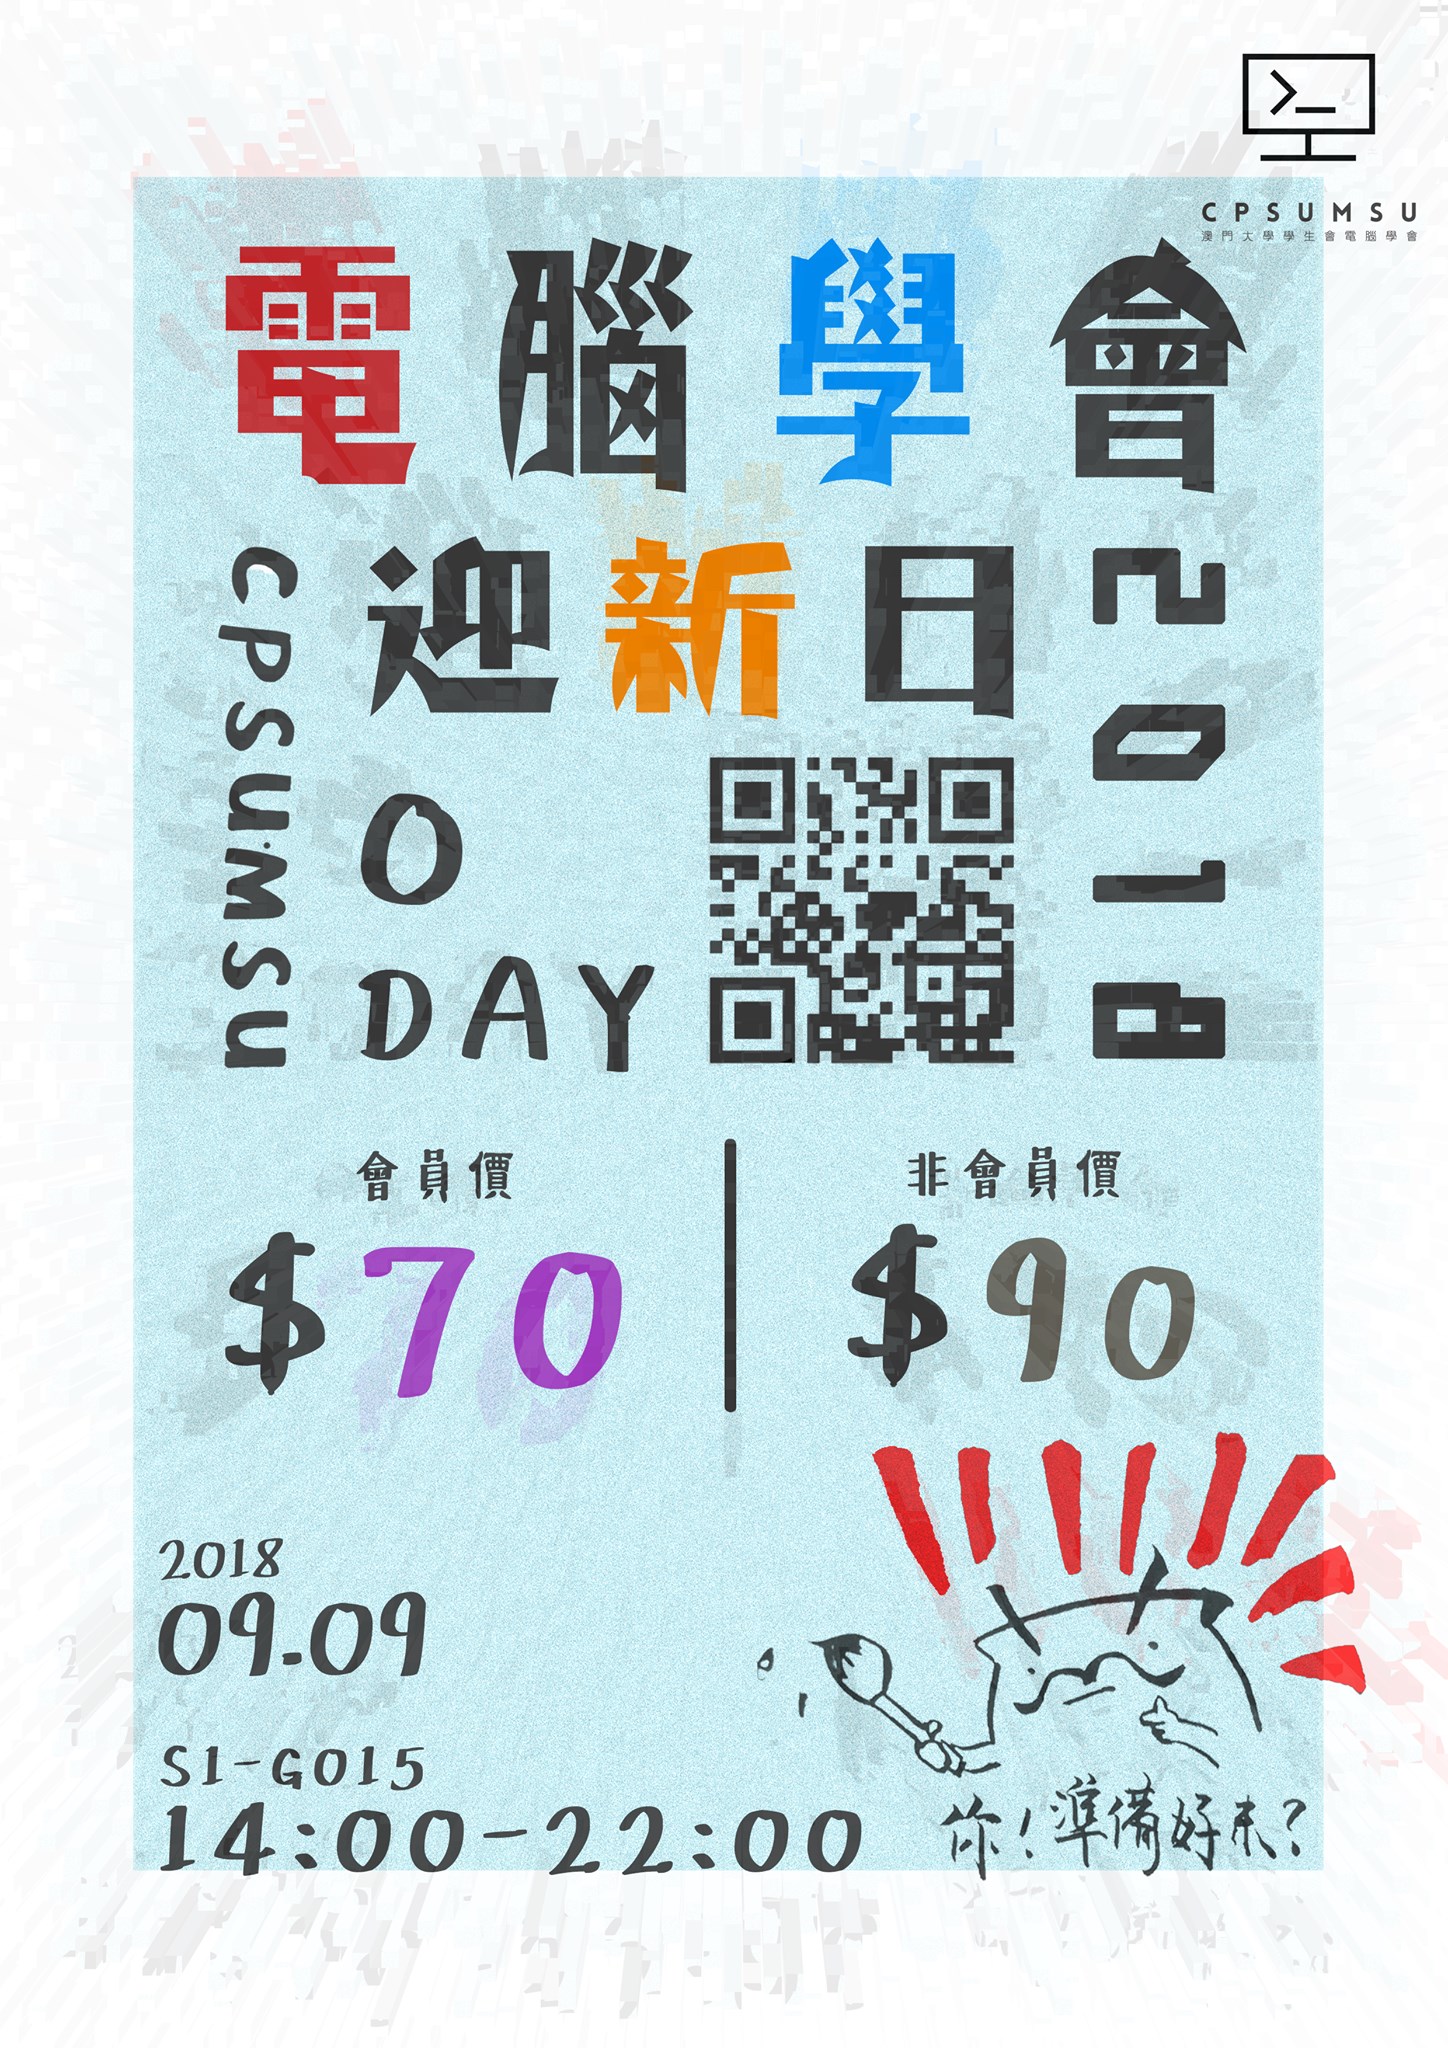 CPSUMSU
澳門大學學生會電腦學會
電腦學會
迎新日
CPSUMSU
2018
O
DAY
會員價
$70
非會員價
$90
2018
09.09
S1-G015
14:00-22:00
你!準備好未?